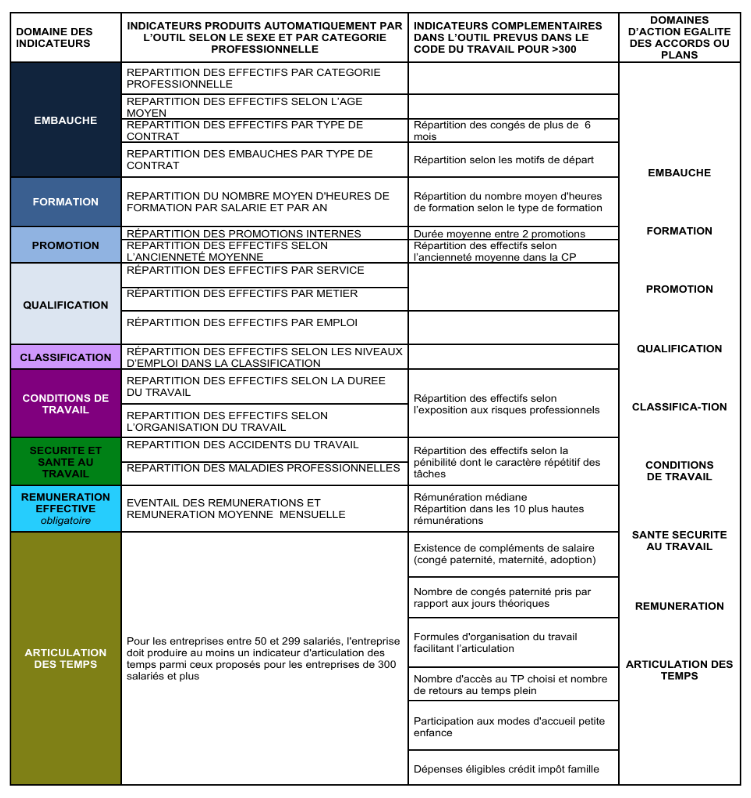 DOMAINE DES
INDICATEURS
INDICATEURS PRODUITS AUTOMATIQUEMENT PAR
L'OUTIL SELON LE SEXE ET PAR CATEGORIE
PROFESSIONNELLE
INDICATEURS COMPLEMENTAIRES
DANS L'OUTIL PREVUS DANS LE
CODE DU TRAVAIL POUR >300
DOMAINES
D'ACTION EGALITE
DES ACCORDS OU
PLANS
EMBAUCHE
REPARTITION DES EFFECTIFS PAR CATEGORIE
PROFESSIONNELLE
REPARTITION DES EFFECTIFS SELON L'AGE
MOYEN
REPARTITION DES EFFECTIFS PAR TYPE DE
CONTRAT
Répartition des congés de plus de 6
mois
REPARTITION DES EMBAUCHES PAR TYPE DE
CONTRAT
Répartition selon les motifs de départ
EMBAUCHE
FORMATION
REPARTITION DU NOMBRE MOYEN D'HEURES DE
FORMATION PAR SALARIE ET PAR AN
Répartition du nombre moyen d'heures
de formation selon le type de formation
FORMATION
PROMOTION
RÉPARTITION DES PROMOTIONS INTERNES
Durée moyenne entre 2 promotions
REPARTITION DES EFFECTIFS SELON
L'ANCIENNETÉ MOYENNE
Répartition des effectifs selon
l'ancienneté moyenne dans la CP
QUALIFICATION
RÉPARTITION DES EFFECTIFS PAR SERVICE
RÉPARTITION DES EFFECTIFS PAR METIER
PROMOTION
RÉPARTITION DES EFFECTIFS PAR EMPLOI
QUALIFICATION
CLASSIFICATION
RÉPARTITION DES EFFECTIFS SELON LES NIVEAUX
D'EMPLOI DANS LA CLASSIFICATION
CONDITIONS DE
TRAVAIL
REPARTITION DES EFFECTIFS SELON LA DUREE
DU TRAVAIL
REPARTITION DES EFFECTIFS SELON
L'ORGANISATION DU TRAVAIL
Répartition des effectifs selon
l'exposition aux risques professionnels
CLASSIFICA-TION
SECURITE ET
SANTE AU
TRAVAIL
REPARTITION DES ACCIDENTS DU TRAVAIL
REPARTITION DES MALADIES PROFESSIONNELLES
Répartition des effectifs selon la
pénibilité dont le caractère répétitif des
tâches
CONDITIONS
DE TRAVAIL
REMUNERATION
EFFECTIVE
obligatoire
EVENTAIL DES REMUNERATIONS ET
REMUNERATION MOYENNE MENSUELLE
Rémunération médiane
Répartition dans les 10 plus hautes
rémunérations
SANTE SECURITE
AU TRAVAIL
ARTICULATION
DES TEMPS
Pour les entreprises entre 50 et 299 salariés, l'entreprise
doit produire au moins un indicateur d'articulation des
temps parmi ceux proposés pour les entreprises de 300
salariés et plus
Existence de compléments de salaire
(congé paternité, maternité, adoption)
Nombre de congés paternité pris par
rapport aux jours théoriques
Formules d'organisation du travail
facilitant l'articulation
Nombre d'accès au TP choisi et nombre
de retours au temps plein
Participation aux modes d'accueil petite
enfance
Dépenses éligibles crédit impôt famille
REMUNERATION
ARTICULATION DES
TEMPS